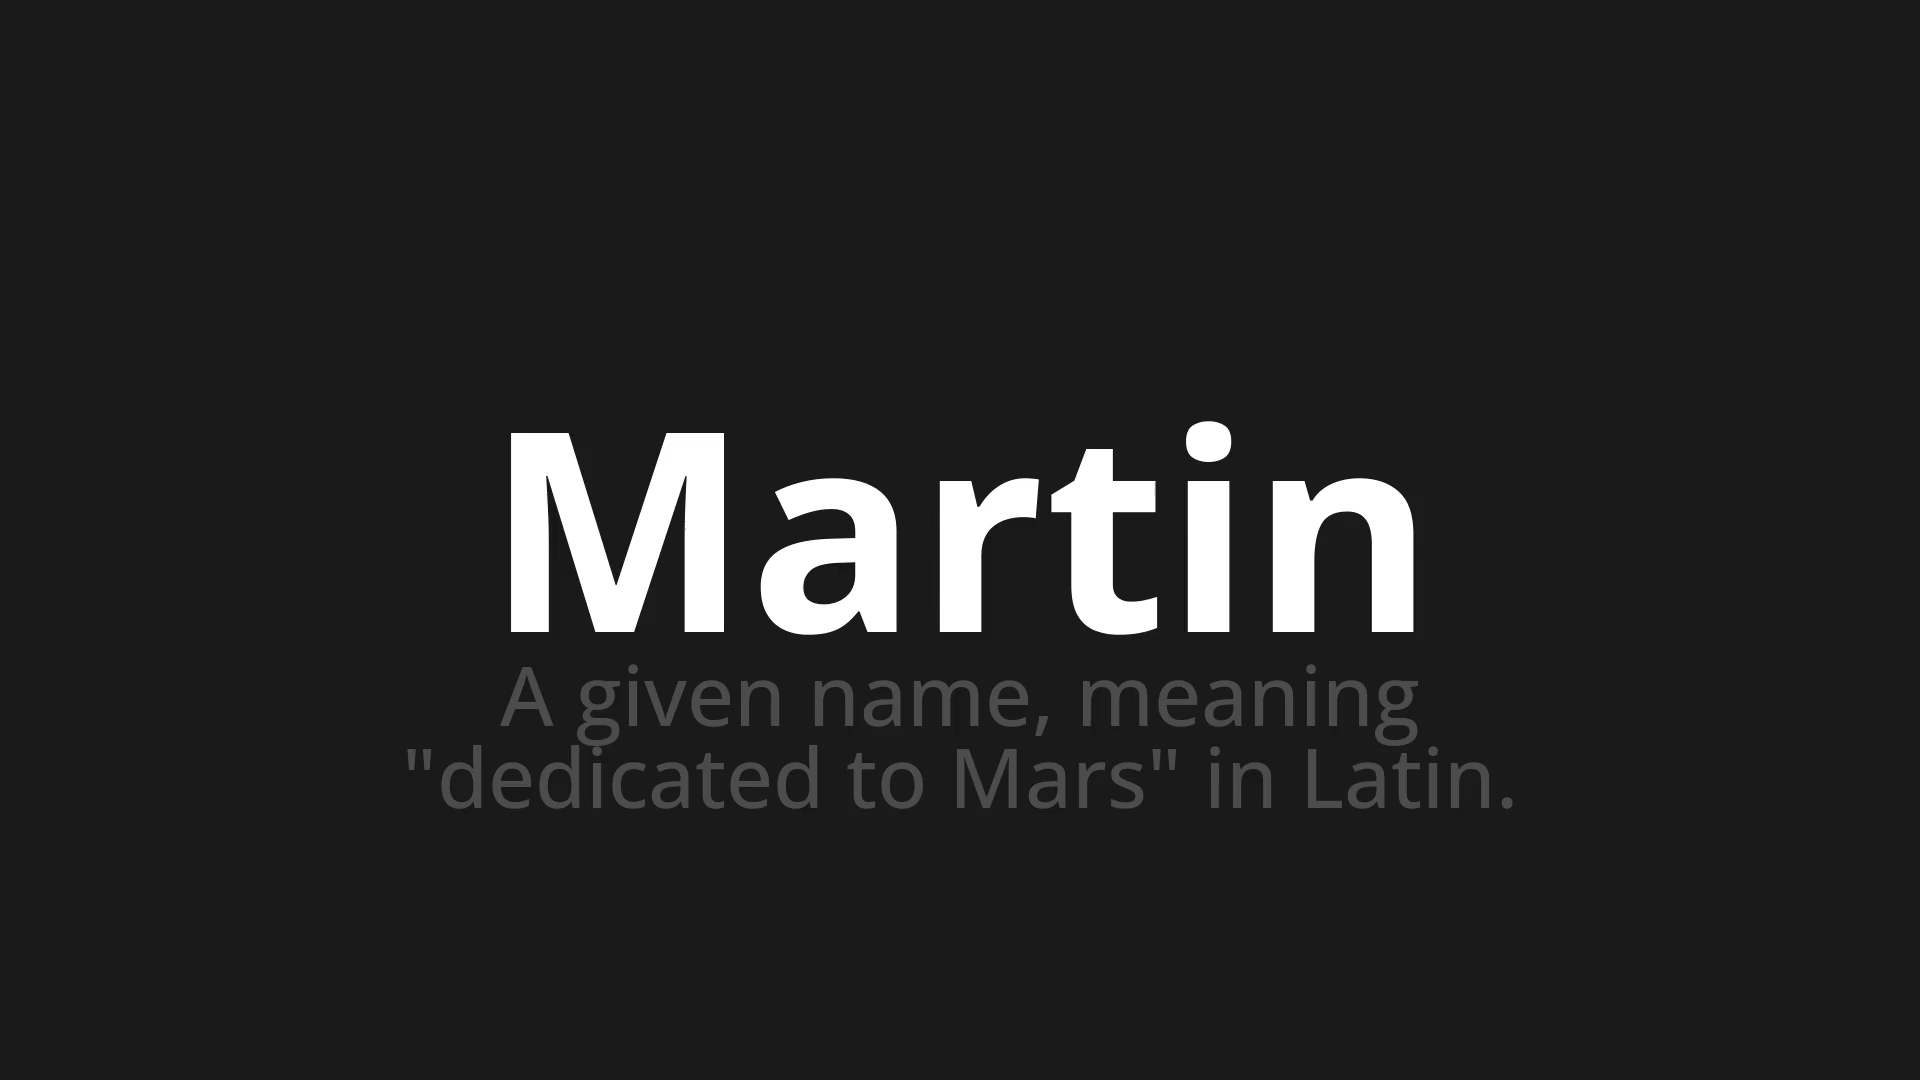 Martin
A given name, meaning
"dedicated to Mars" in Latin.